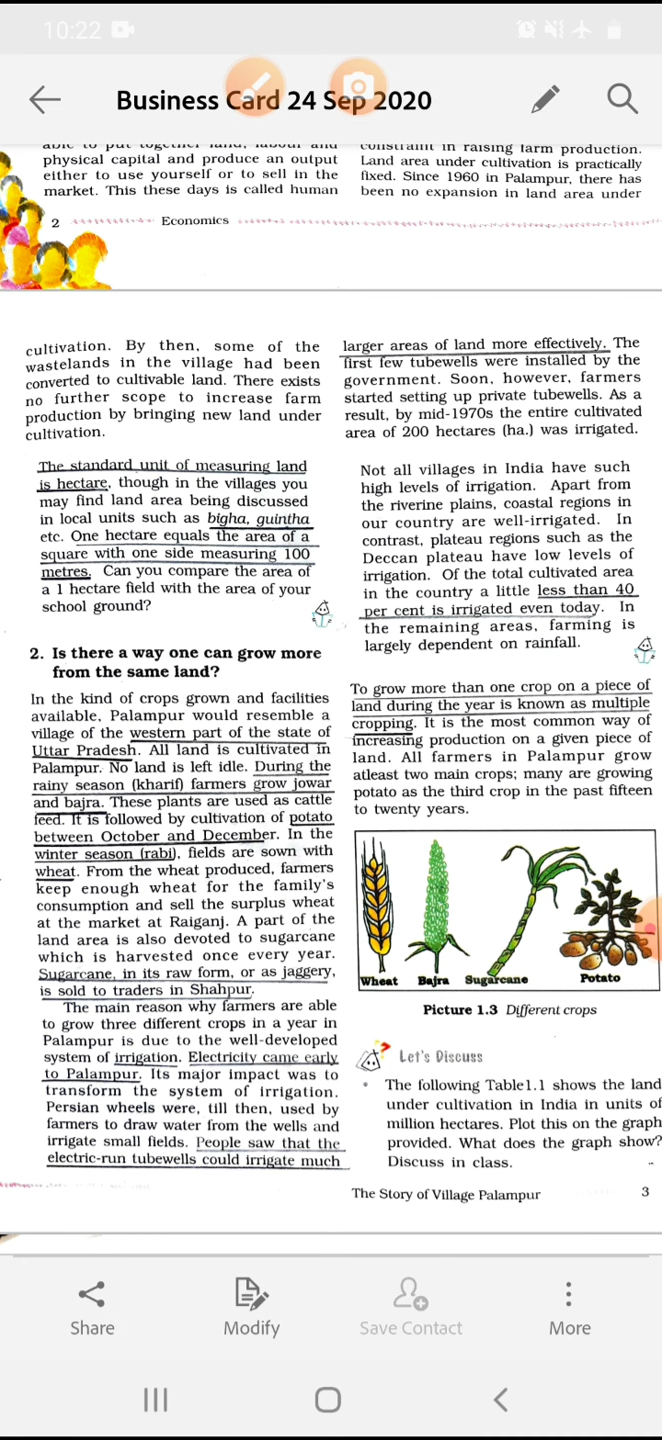 10:22
Business Card 24 Sep 2020
able to put together land, labour and
physical capital and produce an output
either to use yourself or to sell in the
market. This these days is called human
constraint in raising farm production.
Land area under cultivation is practically
fixed. Since 1960 in Palampur, there has
been no expansion in land area under
2 Economics
cultivation. By then, some of the
wastelands in the village had been
converted to cultivable land. There exists
no further scope to increase farm
production by bringing new land under
cultivation.
The standard unit of measuring land
is hectare, though in the villages you
may find land area being discussed
in local units such as bigha, guintha
etc. One hectare equals the area of a
square with one side measuring 100
metres. Can you compare the area of
a 1 hectare field with the area of your
school ground?
2. Is there a way one can grow more
from the same land?
In the kind of crops grown and facilities
available, Palampur would resemble a
village of the western part of the state of
Uttar Pradesh. All land is cultivated in
Palampur. No land is left idle. During the
rainy season (kharif) farmers grow jowar
and bajra. These plants are used as cattle
feed. It is followed by cultivation of potato
between October and December. In the
winter season (rabi), fields are sown with
wheat. From the wheat produced, farmers
keep enough wheat for the family's
consumption and sell the surplus wheat
at the market at Raiganj. A part of the
land area is also devoted to sugarcane
which is harvested once every year.
Sugarcane, in its raw form, or as jaggery,
is sold to traders in Shahpur.
The main reason why farmers are able
to grow three different crops in a year in
Palampur is due to the well-developed
system of irrigation. Electricity came early
to Palampur. Its major impact was to
transform the system of irrigation.
Persian wheels were, till then, used by
farmers to draw water from the wells and
irrigate small fields. People saw that the
electric-run tubewells could irrigate much
larger areas of land more effectively. The
first few tubewells were installed by the
government. Soon, however, farmers
started setting up private tubewells. As a
result, by mid-1970s the entire cultivated
area of 200 hectares (ha.) was irrigated.
Not all villages in India have such
high levels of irrigation. Apart from
the riverine plains, coastal regions in
our country are well-irrigated. In
contrast, plateau regions such as the
Deccan plateau have low levels of
irrigation. Of the total cultivated area
in the country a little less than 40
per cent is irrigated even today. In
the remaining areas, farming is
largely dependent on rainfall.
To grow more than one crop on a piece of
land during the year is known as multiple
cropping. It is the most common way of
increasing production on a given piece of
land. All farmers in Palampur grow
atleast two main crops; many are growing
potato as the third crop in the past fifteen
to twenty years.
Wheat Bajra Sugarcane Potato
Picture 1.3 Different crops
Let's Discuss
• The following Table1.1 shows the land
under cultivation in India in units of
million hectares. Plot this on the graph
provided. What does the graph show?
Discuss in class.
The Story of Village Palampur 3
Share Modify Save Contact More